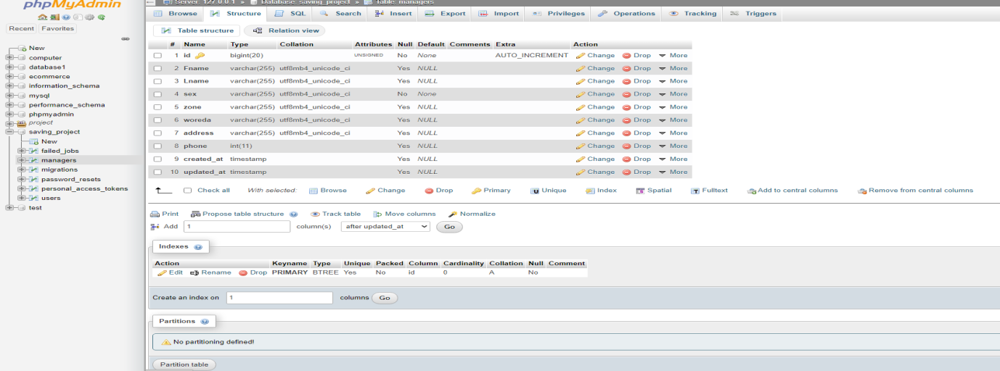 phpMyAdmin
Recent Favorites
New
computer
database1
ecommerce
information_schema
mysql
performance_schema
phpmyadmin
project
saving_project
New
failed_jobs
managers
migrations
password_resets
personal_access_tokens
users
test
Server: 127.0.0.1 » Database: saving_project » Table: managers
Browse Structure SQL Search Insert Export Import Privileges Operations Tracking Triggers
Table structure Relation view
# Name Type Collation Attributes Null Default Comments Extra Action
1 id bigint(20) UNSIGNED No None AUTO_INCREMENT Change Drop More
2 Fname varchar(255) utf8mb4_unicode_ci Yes NULL Change Drop More
3 Lname varchar(255) utf8mb4_unicode_ci Yes NULL Change Drop More
4 sex varchar(255) utf8mb4_unicode_ci No None Change Drop More
5 zone varchar(255) utf8mb4_unicode_ci Yes NULL Change Drop More
6 woreda varchar(255) utf8mb4_unicode_ci Yes NULL Change Drop More
7 address varchar(255) utf8mb4_unicode_ci Yes NULL Change Drop More
8 phone int(11) Yes NULL Change Drop More
9 created_at timestamp Yes NULL Change Drop More
10 updated_at timestamp Yes NULL Change Drop More
Check all With selected: Browse Change Drop Primary Unique Index Spatial Fulltext Add to central columns Remove from central columns
Print Propose table structure Track table Move columns Normalize
Add 1 column(s) after updated_at Go
Indexes
Action Keyname Type Unique Packed Column Cardinality Collation Null Comment
Edit Rename Drop PRIMARY BTREE Yes No id 0 A No
Create an index on 1 columns Go
Partitions
No partitioning defined!
Partition table